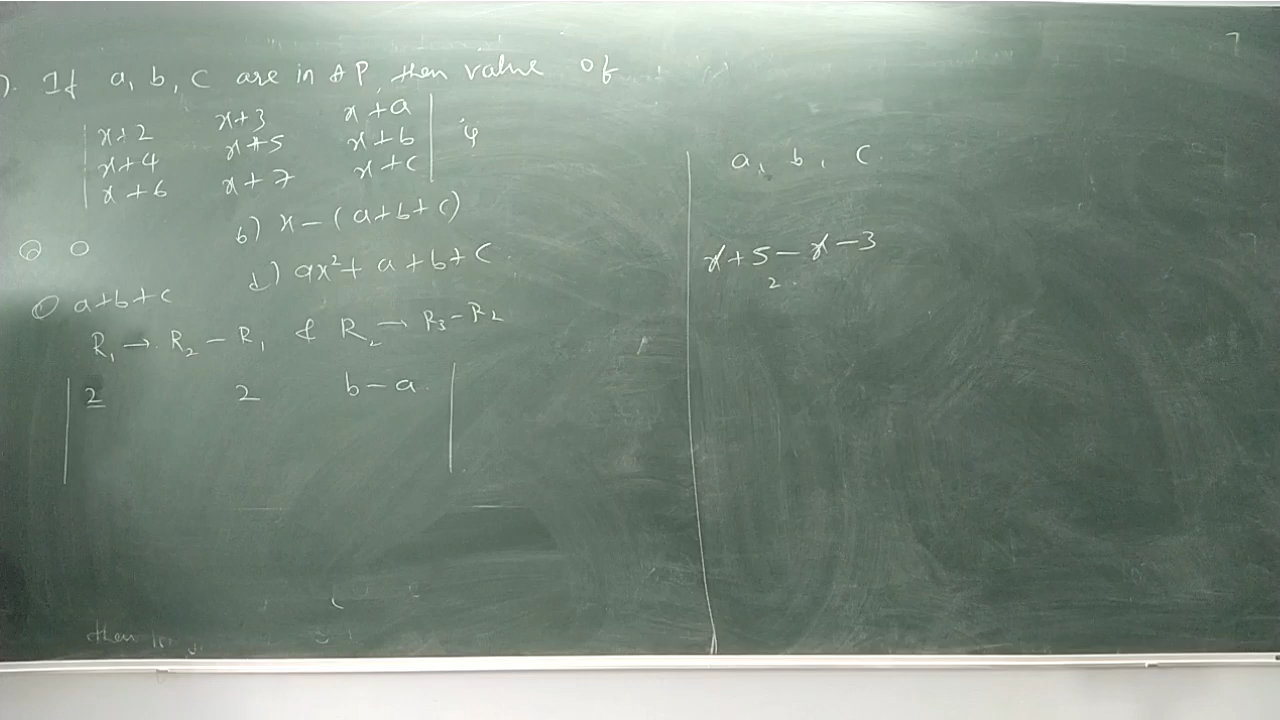 ). If a, b, c are in AP, then value of
| x+2 x+3 x+a |
| x+4 x+5 x+b | is
| x+6 x+7 x+c |
a) 0 b) x-(a+b+c)
c) a+b+c d) 9x²+a+b+c.
R₁ → R₂ - R₁ & R₂ → R₃-R₂
| 2 2 b-a. |
a, b, c.
x+5-x-3
2.
then